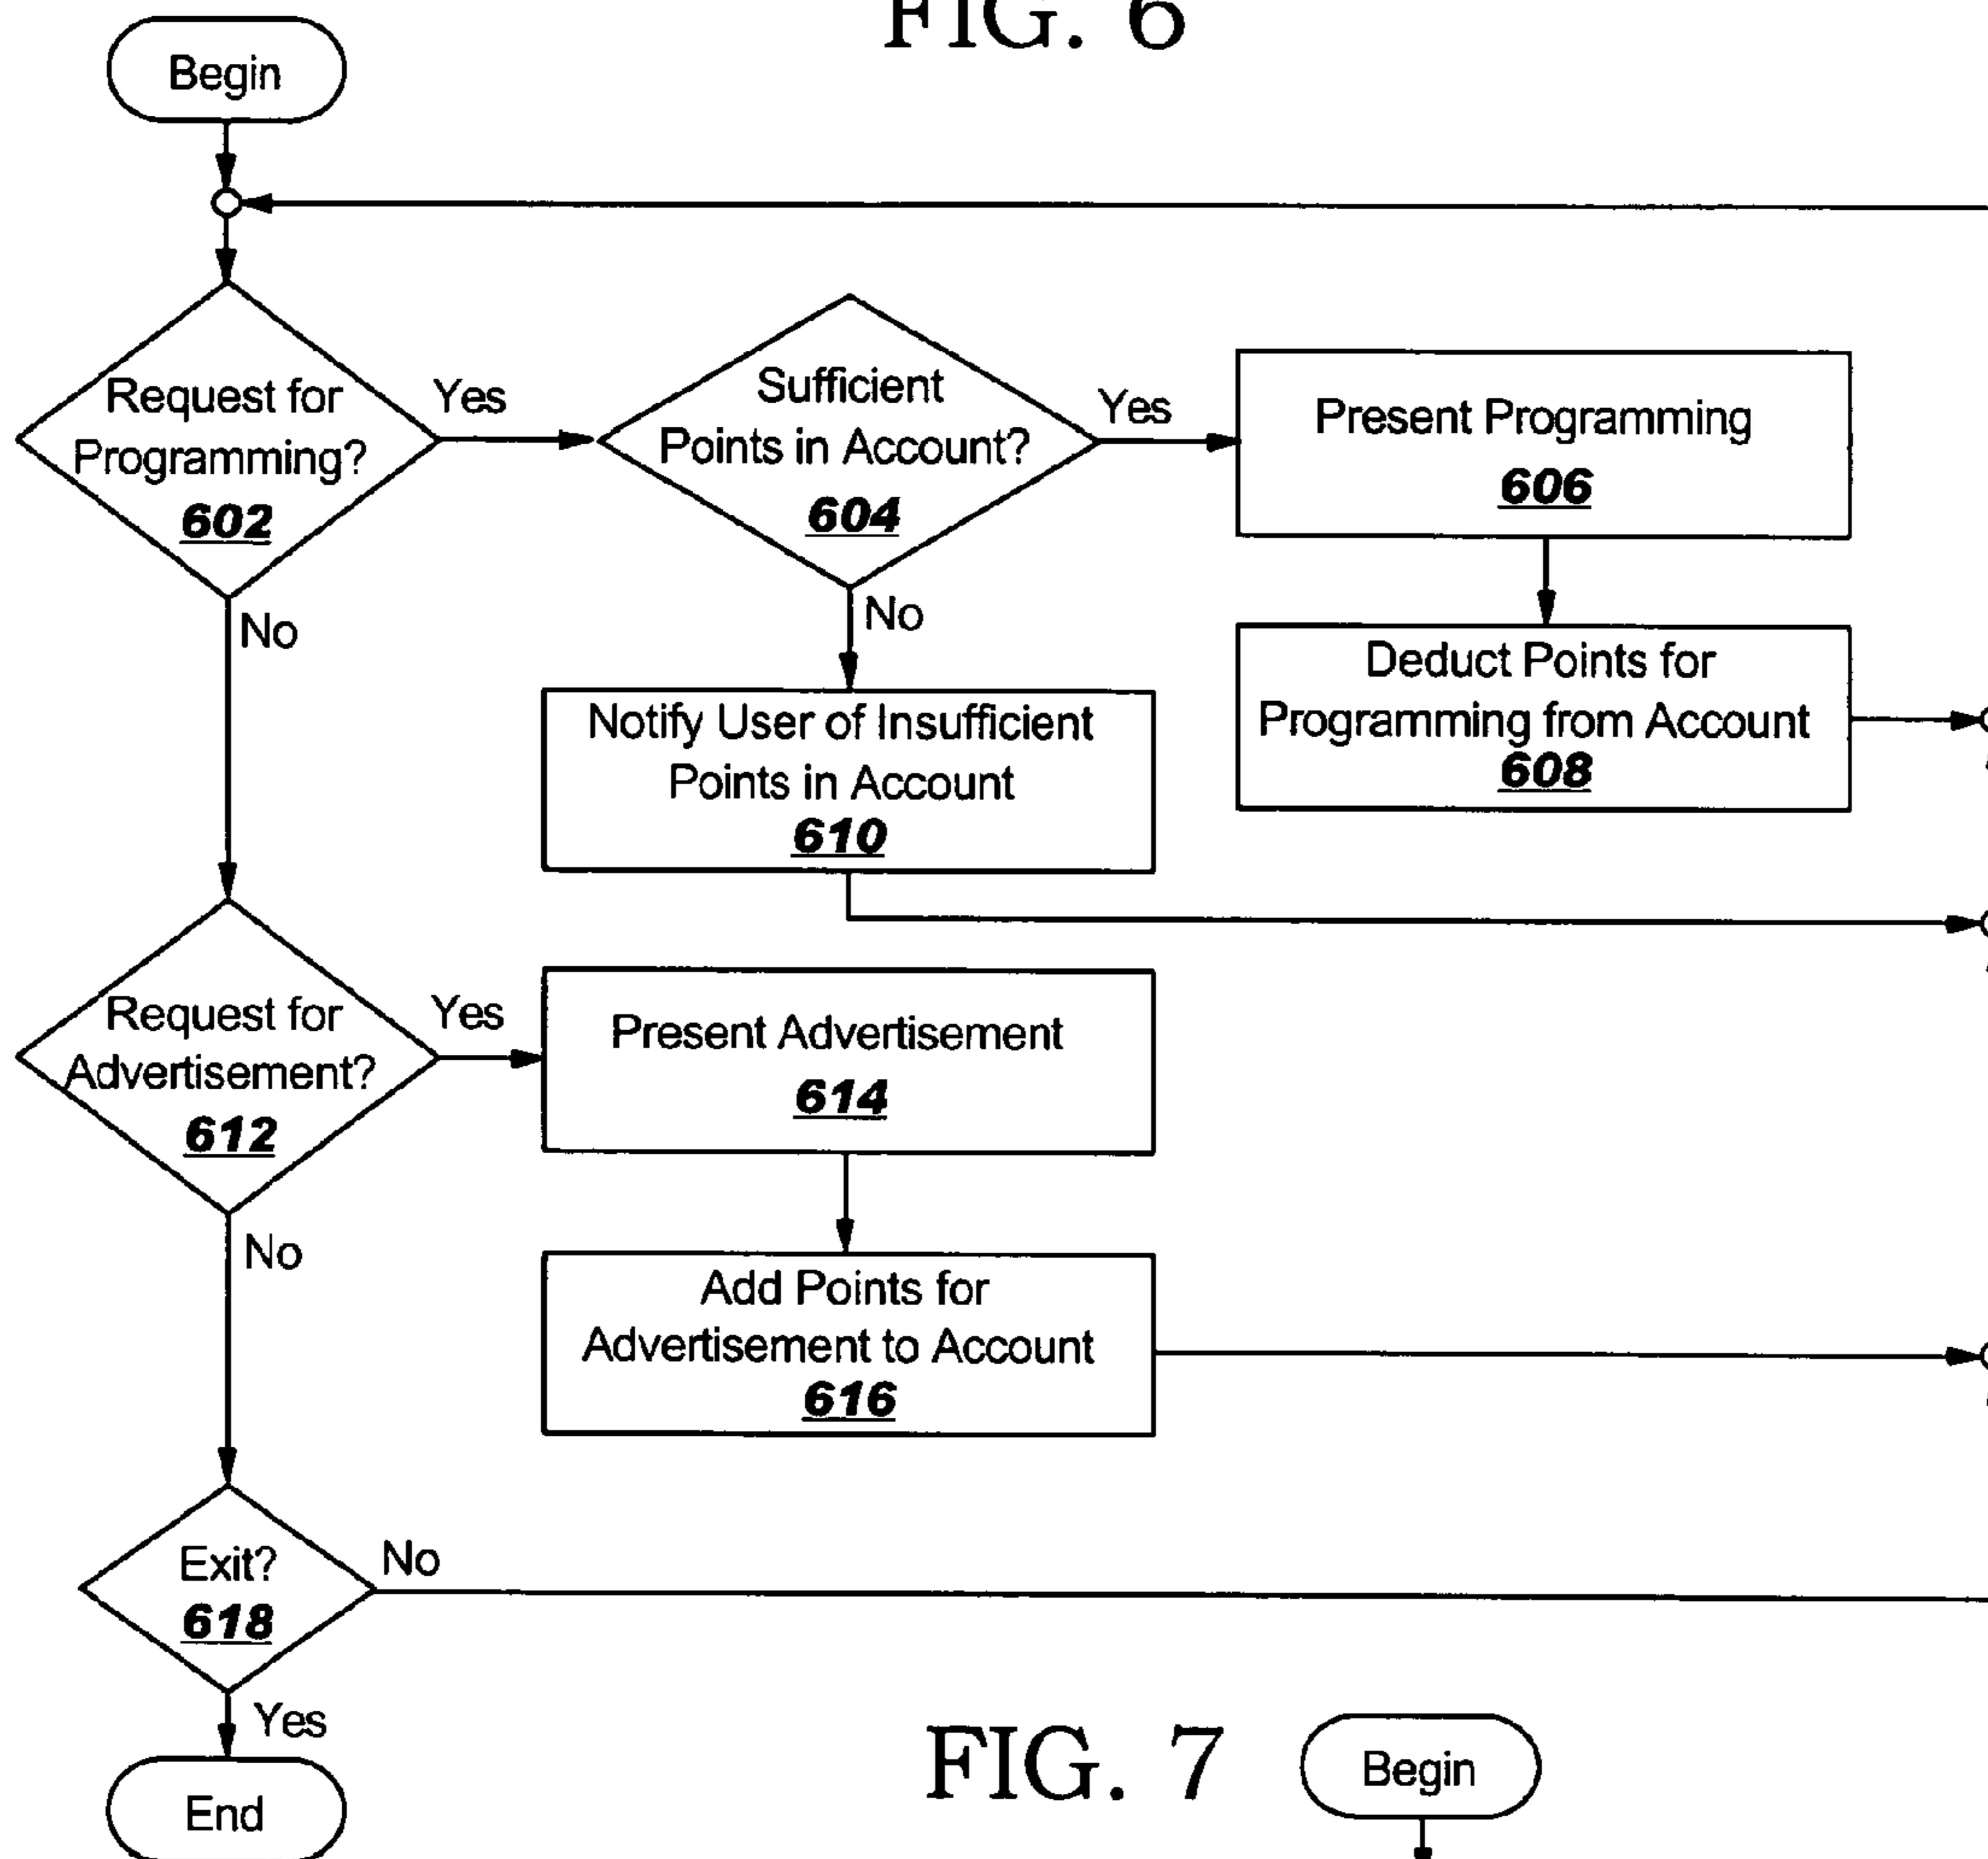 FIG. 6
Begin
Request for
Programming?
602
Yes
No
Sufficient
Points in Account?
604
Yes
No
Present Programming
606
Deduct Points for
Programming from Account
608
Notify User of Insufficient
Points in Account
610
Request for
Advertisement?
612
Yes
No
Present Advertisement
614
Add Points for
Advertisement to Account
616
Exit?
618
No
Yes
End
FIG. 7
Begin